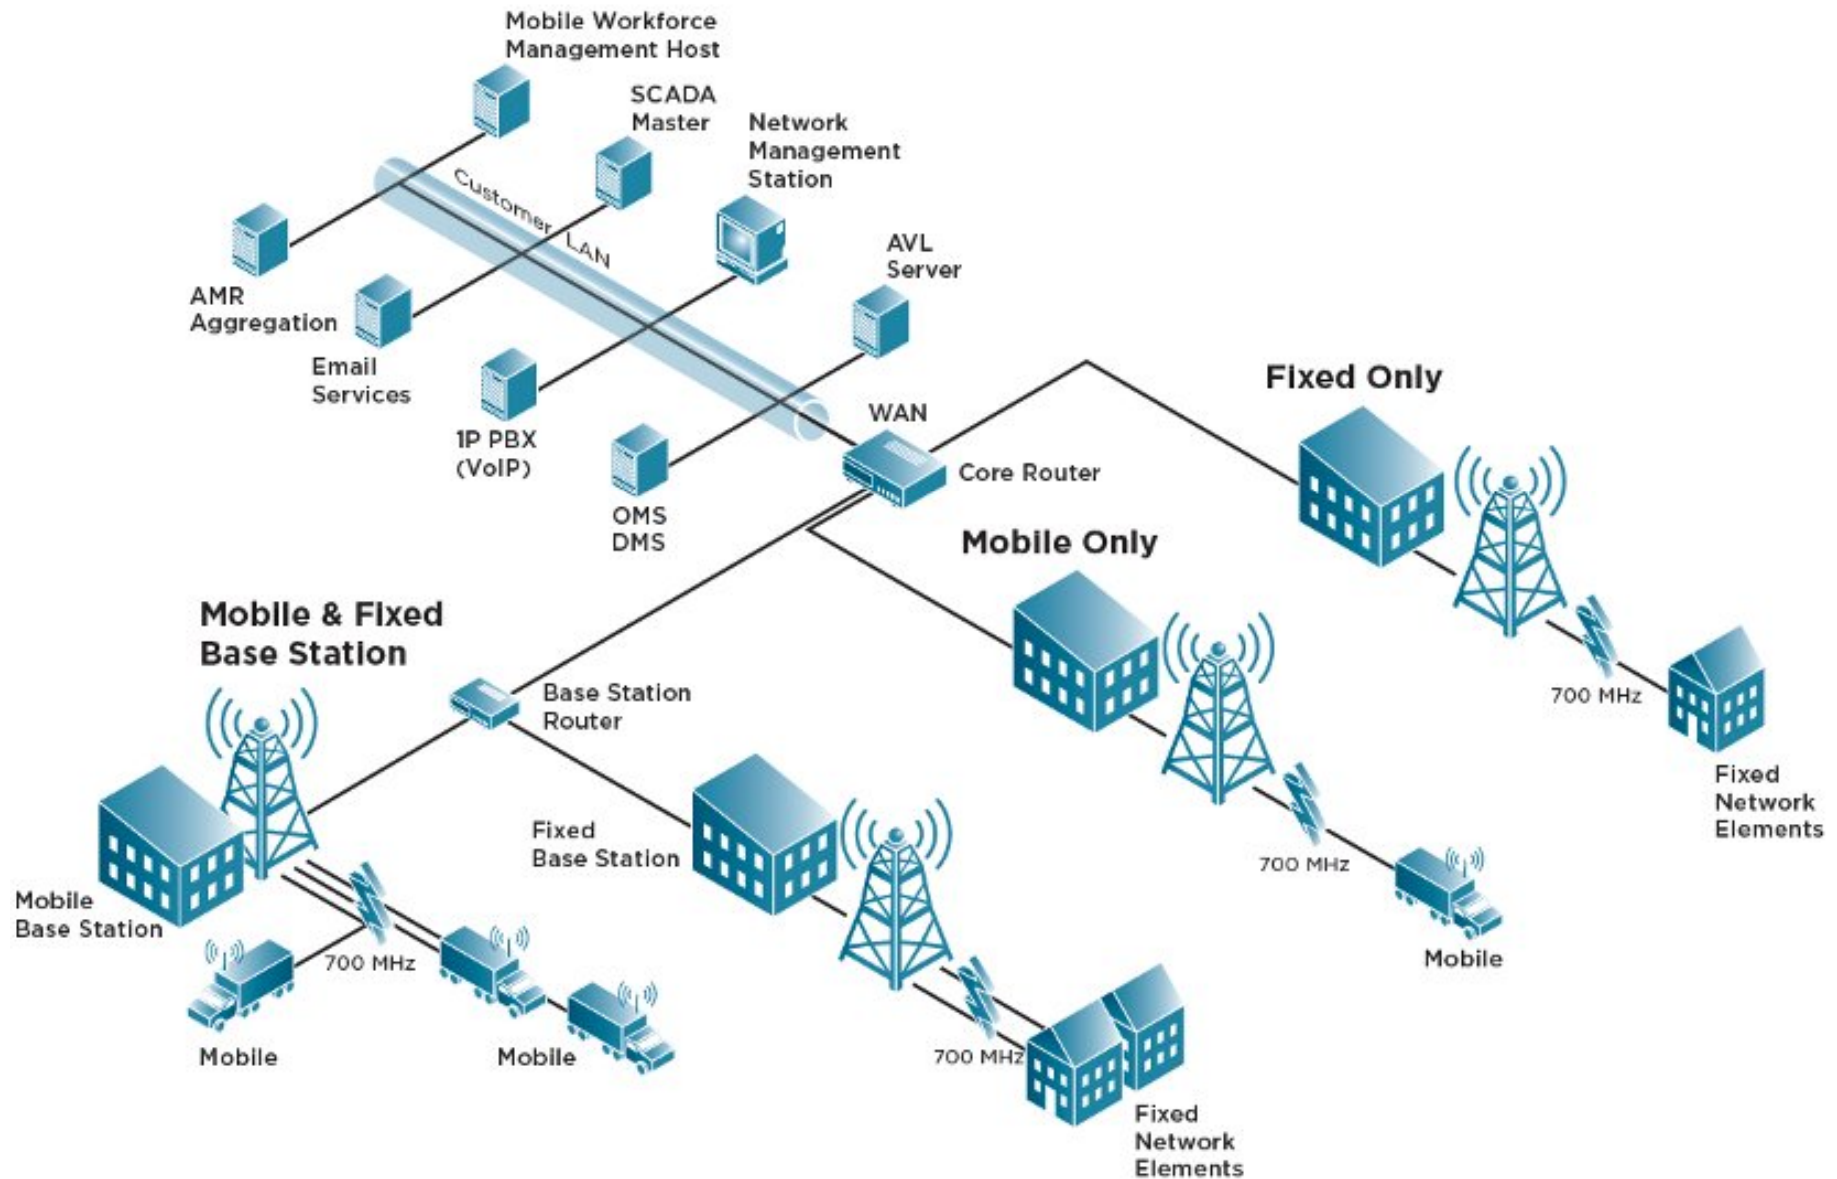 Mobile Workforce
Management Host
SCADA
Master
Network
Management
Station
Customer LAN
AVL
Server
AMR
Aggregation
Email
Services
1P PBX
(VoIP)
OMS
DMS
WAN
Core Router
Fixed Only
700 MHz
Fixed
Network
Elements
Mobile Only
700 MHz
Mobile
Mobile & Fixed
Base Station
Base Station
Router
Mobile
Base Station
700 MHz
Mobile
Mobile
Fixed
Base Station
700 MHz
Fixed
Network
Elements